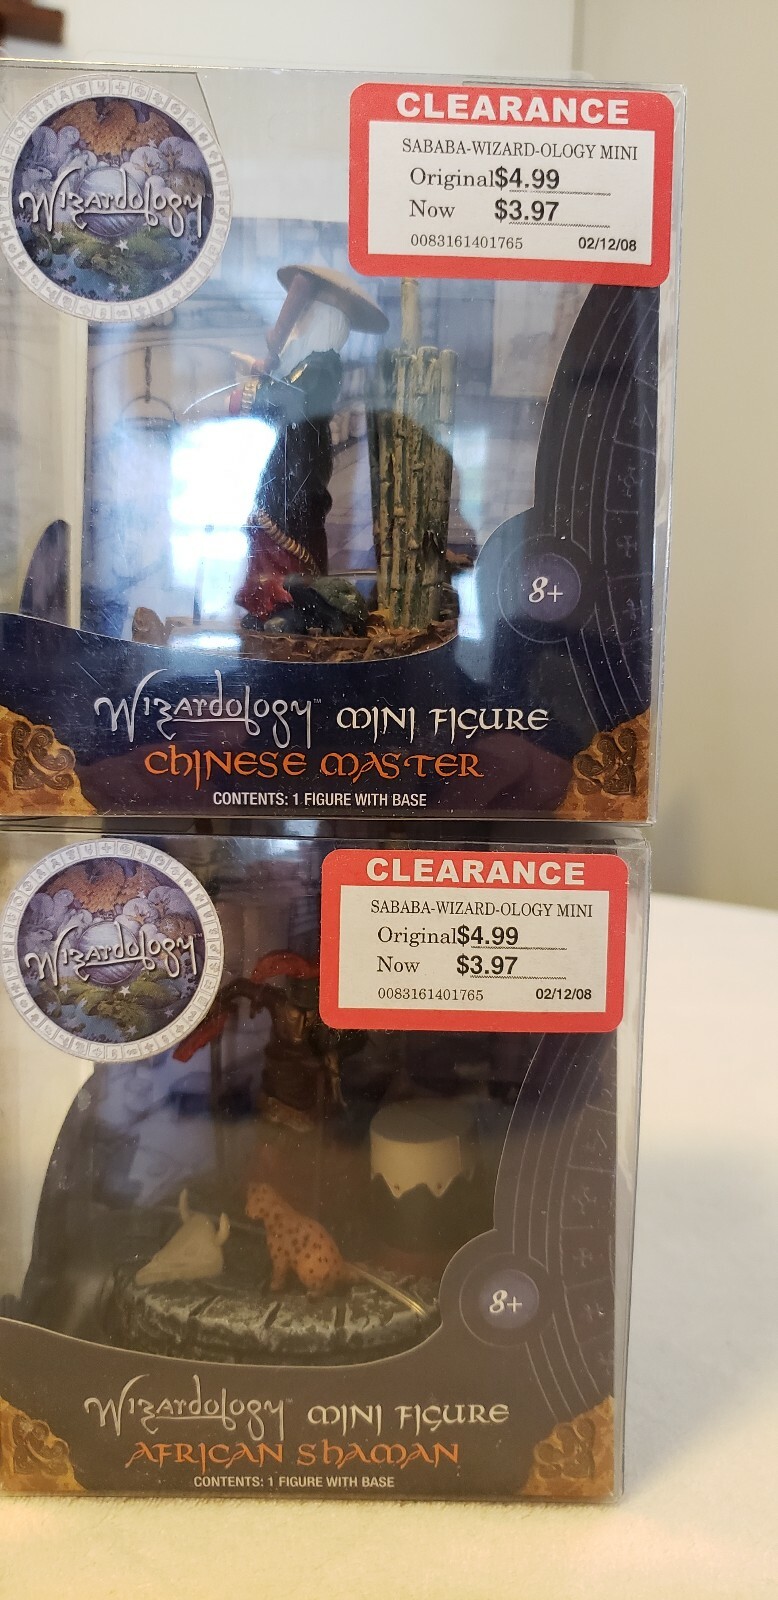 Wizardology
CLEARANCE
SABABA-WIZARD-OLOGY MINI
Original $4.99
Now $3.97
0083161401765 02/12/08
8+
Wizardology™ MINI FIGURE
CHINESE MASTER
CONTENTS: 1 FIGURE WITH BASE
Wizardology™
CLEARANCE
SABABA-WIZARD-OLOGY MINI
Original $4.99
Now $3.97
0083161401765 02/12/08
8+
Wizardology™ MINI FIGURE
AFRICAN SHAMAN
CONTENTS: 1 FIGURE WITH BASE